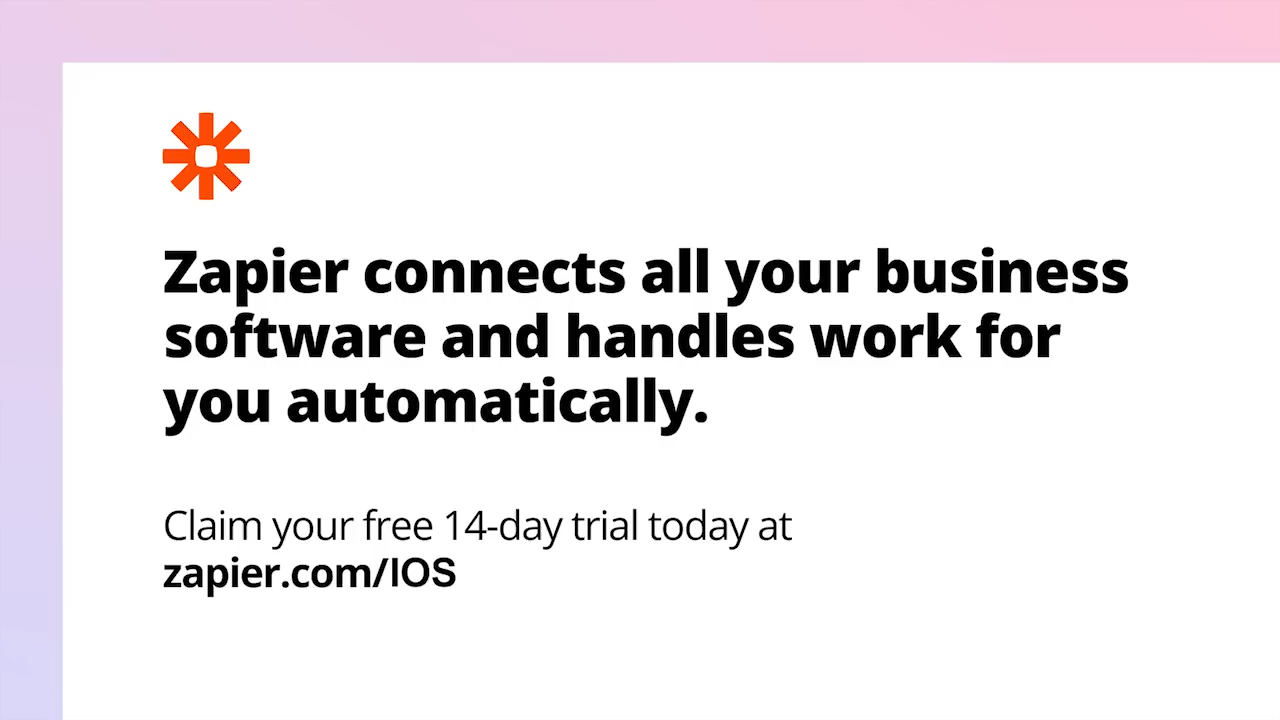 Zapier connects all your business
software and handles work for
you automatically.
Claim your free 14-day trial today at
zapier.com/IOS